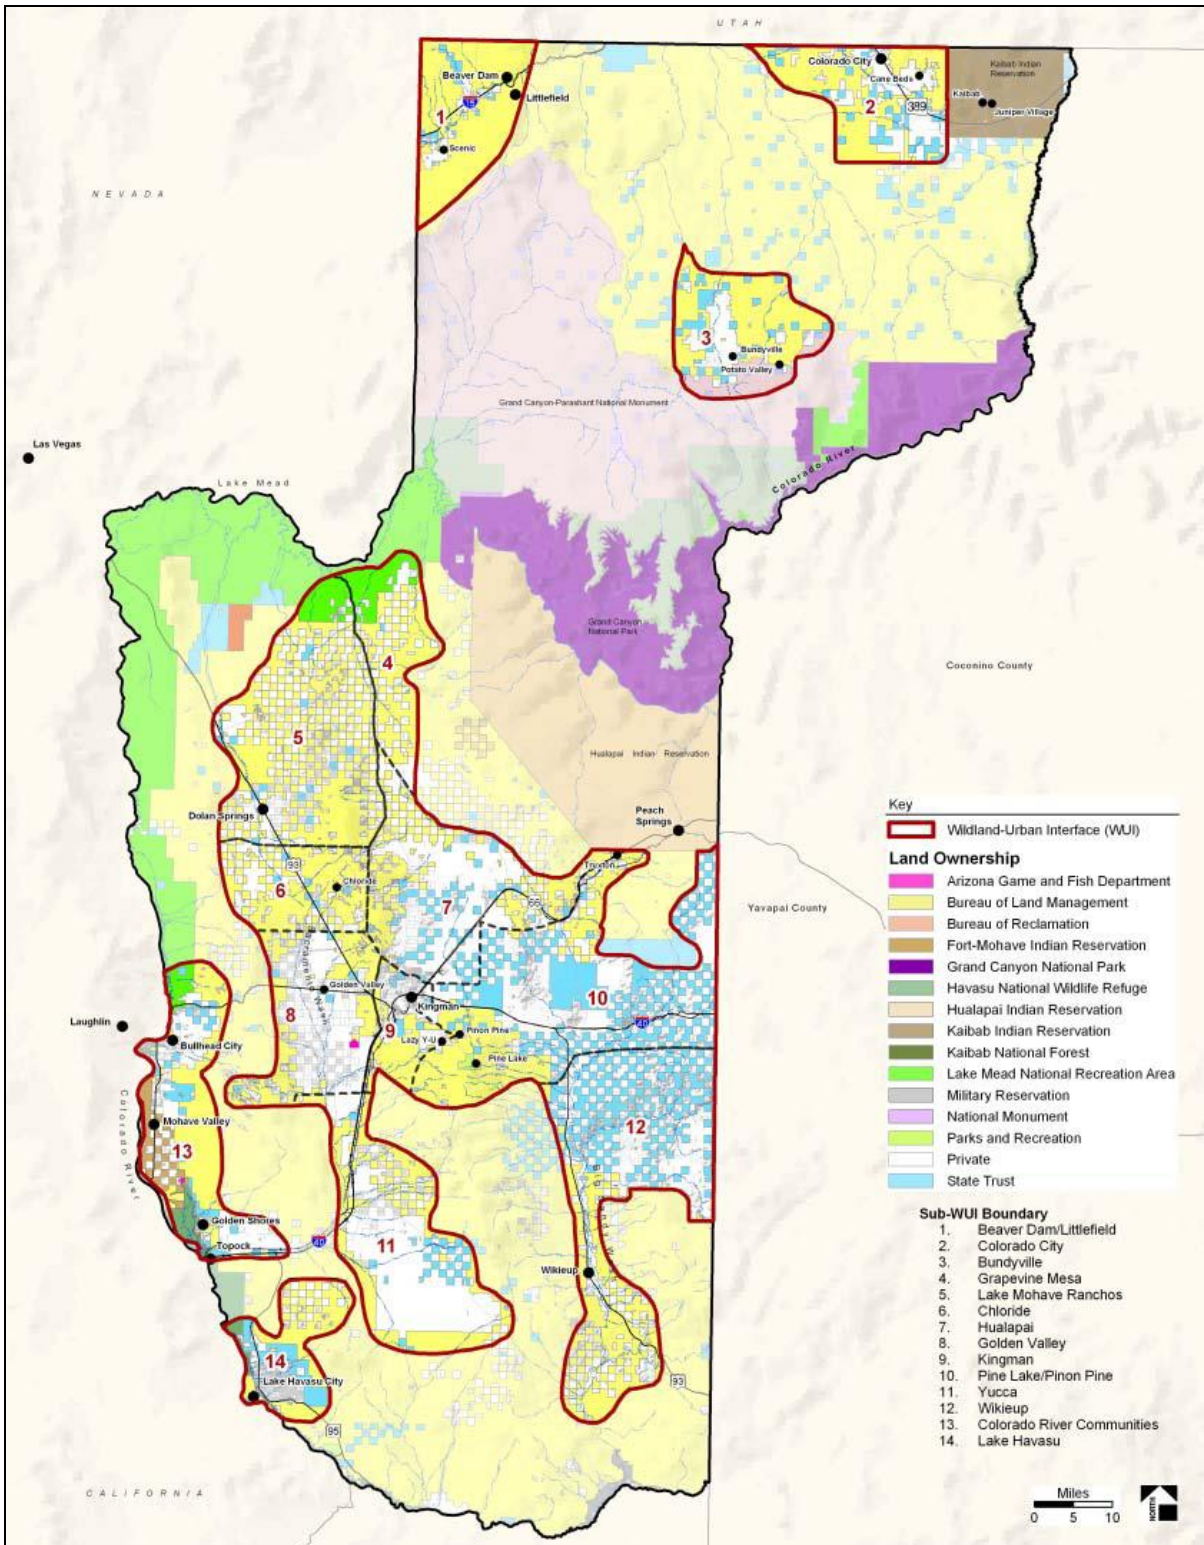 UTAH
Colorado City
Kaibab Indian
Reservation
Beaver Dam
Cane Beds
Littlefield
15
Kaibab
2
389
Juniper Village
1
Scenic
NEVADA
3
Bundyville
Potato Valley
Grand Canyon-Parashant National Monument
Las Vegas
Lake Mead
Colorado River
Grand Canyon
National Park
4
Coconino County
5
Hualapai Indian Reservation
Dolan Springs
Peach
Springs
93
Truxton
6
Chloride
7
66
Yavapai County
Sacramento Wash
Golden Valley
Kingman
10
Laughlin
8
9
40
Bullhead City
Lazy Y-U
Pinon Pine
Pine Lake
Colorado River
Mohave Valley
12
13
Big Sandy Wash
Golden Shores
Topock
40
11
Wikieup
14
Lake Havasu City
93
95
CALIFORNIA
Key
Wildland-Urban Interface (WUI)
Land Ownership
Arizona Game and Fish Department
Bureau of Land Management
Bureau of Reclamation
Fort-Mohave Indian Reservation
Grand Canyon National Park
Havasu National Wildlife Refuge
Hualapai Indian Reservation
Kaibab Indian Reservation
Kaibab National Forest
Lake Mead National Recreation Area
Military Reservation
National Monument
Parks and Recreation
Private
State Trust
Sub-WUI Boundary
1. Beaver Dam/Littlefield
2. Colorado City
3. Bundyville
4. Grapevine Mesa
5. Lake Mohave Ranchos
6. Chloride
7. Hualapai
8. Golden Valley
9. Kingman
10. Pine Lake/Pinon Pine
11. Yucca
12. Wikieup
13. Colorado River Communities
14. Lake Havasu
Miles
0 5 10
NORTH